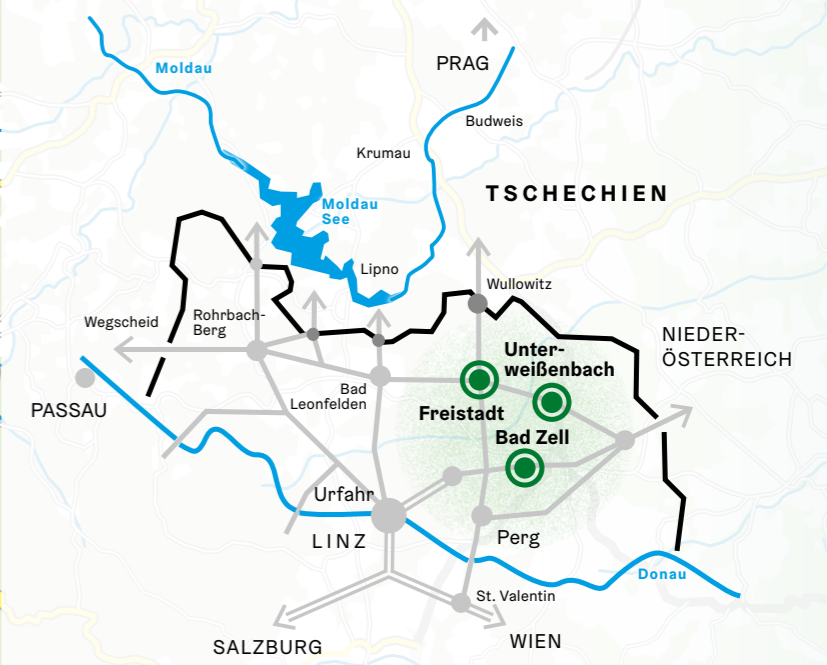 PRAG
Moldau
Budweis
Krumau
TSCHECHIEN
Moldau
See
Lipno
Wullowitz
Rohrbach-
Berg
Wegscheid
NIEDER-
ÖSTERREICH
Unter-
weißenbach
PASSAU
Bad
Leonfelden
Freistadt
Bad Zell
Urfahr
LINZ
Perg
Donau
St. Valentin
SALZBURG
WIEN